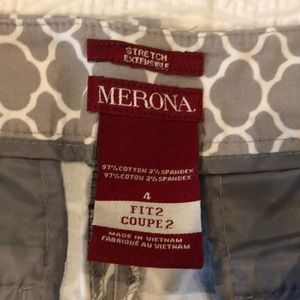 STRETCH
EXTENSIBLE
MERONA.
97% COTTON 3% SPANDEX
97% COTON 3% SPANDEX
4
FIT 2
COUPE 2
MADE IN VIETNAM
FABRIQUÉ AU VIETNAM